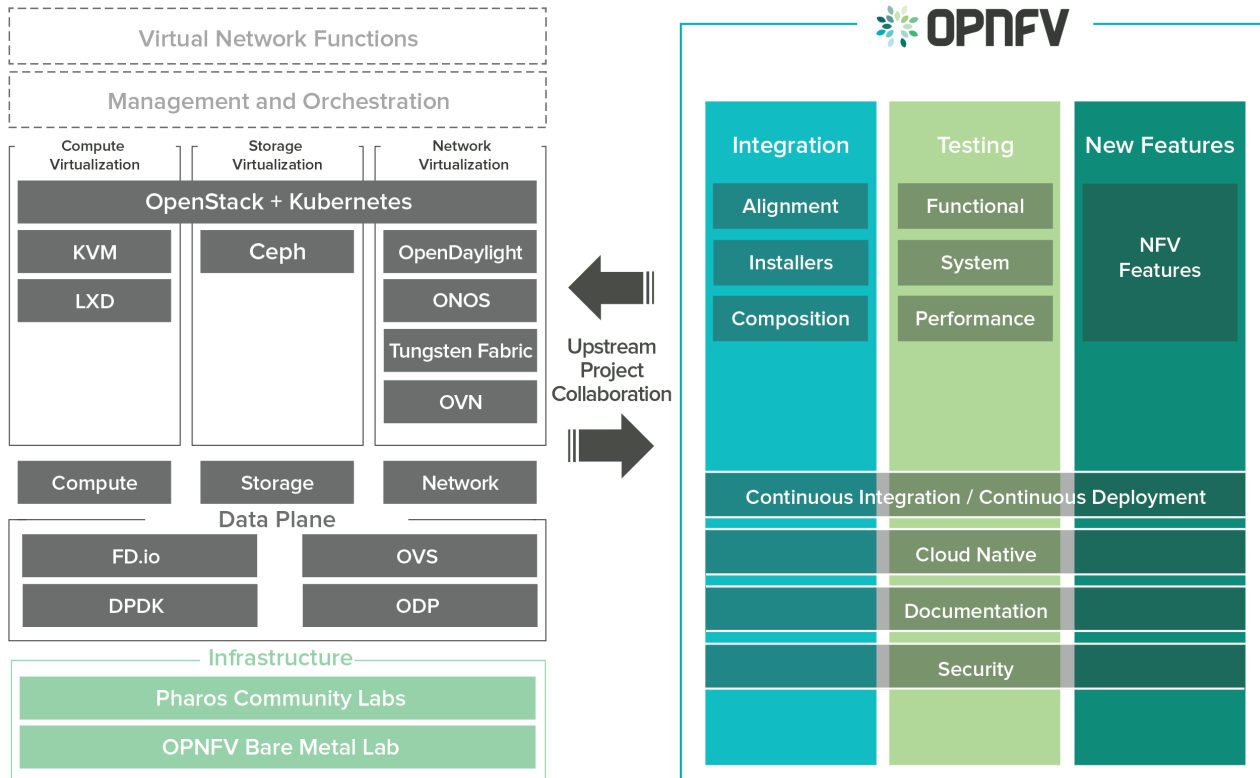 Virtual Network Functions
Management and Orchestration
Compute
Virtualization
Storage
Virtualization
Network
Virtualization
OpenStack + Kubernetes
KVM
LXD
Ceph
OpenDaylight
ONOS
Tungsten Fabric
OVN
Compute
Storage
Network
Data Plane
FD.io
OVS
DPDK
ODP
Infrastructure
Pharos Community Labs
OPNFV Bare Metal Lab
Upstream
Project
Collaboration
OPNFV
Integration
Alignment
Installers
Composition
Testing
Functional
System
Performance
New Features
NFV
Features
Continuous Integration / Continuous Deployment
Cloud Native
Documentation
Security